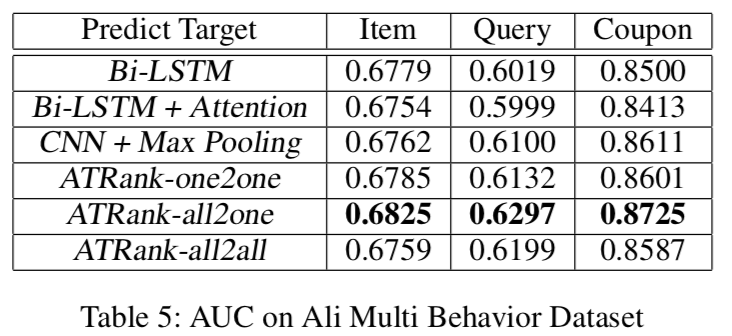 Predict Target Item Query Coupon
Bi-LSTM 0.6779 0.6019 0.8500
Bi-LSTM + Attention 0.6754 0.5999 0.8413
CNN + Max Pooling 0.6762 0.6100 0.8611
ATRank-one2one 0.6785 0.6132 0.8601
ATRank-all2one 0.6825 0.6297 0.8725
ATRank-all2all 0.6759 0.6199 0.8587
Table 5: AUC on Ali Multi Behavior Dataset